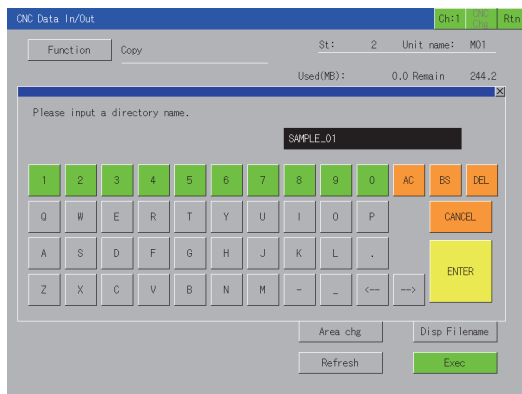 CNC Data In/Out Ch:1 CNC Chg Rtn
Function Copy St: 2 Unit name: M01
Used(MB): 0.0 Remain 244.2
Please input a directory name.
SAMPLE_01
1 2 3 4 5 6 7 8 9 0 AC BS DEL
Q W E R T Y U I O P CANCEL
A S D F G H J K L .
ENTER
Z X C V B N M - _ <-- -->
Area chg Disp Filename
Refresh Exec